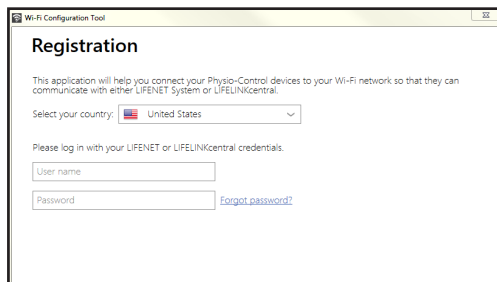 Wi-Fi Configuration Tool
Registration
This application will help you connect your Physio-Control devices to your Wi-Fi network so that they can
communicate with either LIFENET System or LIFELINKcentral.
Select your country: United States
Please log in with your LIFENET or LIFELINKcentral credentials.
User name
Password Forgot password?